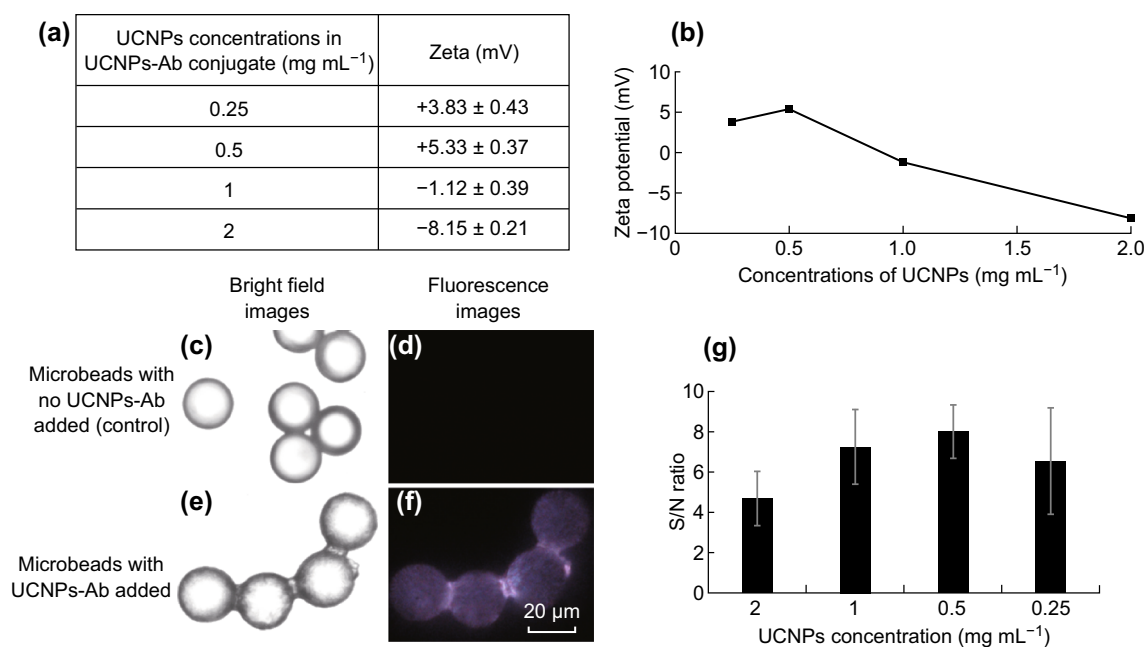 (a)
UCNPs concentrations in
UCNPs-Ab conjugate (mg mL⁻¹)
Zeta (mV)
0.25
+3.83 ± 0.43
0.5
+5.33 ± 0.37
1
−1.12 ± 0.39
2
−8.15 ± 0.21
(b)
Zeta potential (mV)
10
5
0
−5
−10
0
0.5
1.0
1.5
2.0
Concentrations of UCNPs (mg mL⁻¹)
Bright field
images
Fluorescence
images
Microbeads with
no UCNPs-Ab
added (control)
(c)
(d)
Microbeads with
UCNPs-Ab added
(e)
(f)
20 µm
(g)
S/N ratio
10
8
6
4
2
0
2
1
0.5
0.25
UCNPs concentration (mg mL⁻¹)